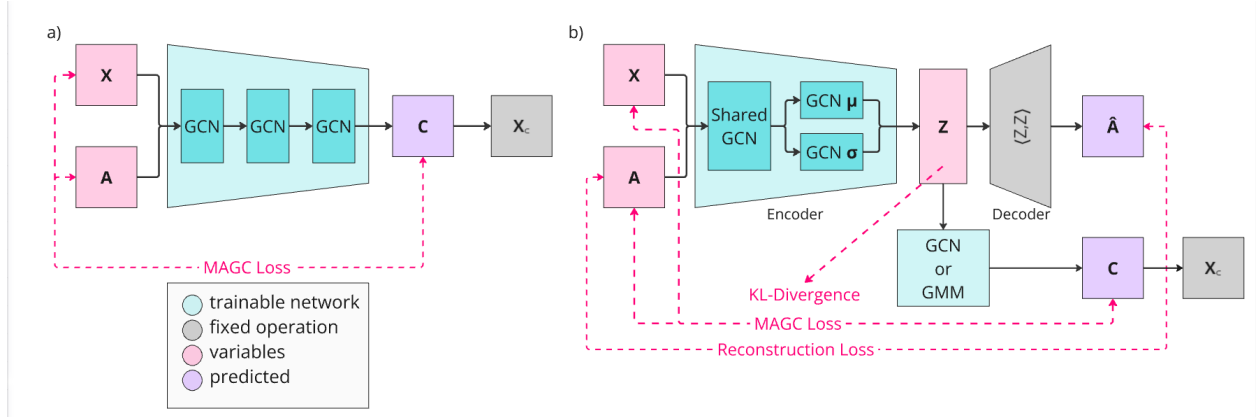 a)
X
A
GCN
GCN
GCN
C
Xc
MAGC Loss
trainable network
fixed operation
variables
predicted
b)
X
A
Shared
GCN
GCN μ
GCN σ
Encoder
Z
⟨Z,Z⟩
Decoder
Â
GCN
or
GMM
C
Xc
KL-Divergence
MAGC Loss
Reconstruction Loss